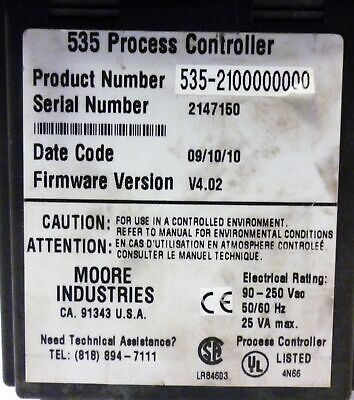 535 Process Controller
Product Number 535-2100000000
Serial Number 2147150
Date Code 09/10/10
Firmware Version V4.02
CAUTION: FOR USE IN A CONTROLLED ENVIRONMENT.
REFER TO MANUAL FOR ENVIRONMENTAL CONDITIONS
ATTENTION: EN CAS D'UTILISATION EN ATMOSPHERE CONTROLEÉ
CONSULTER LE MANUEL TECHNIQUE.
MOORE
INDUSTRIES
CA. 91343 U.S.A.
CE
Electrical Rating:
90-250 Vac
50/60 Hz
25 VA max.
Need Technical Assistance?
TEL: (818) 894-7111
SA
LR84603
Process Controller
UL LISTED
4N66